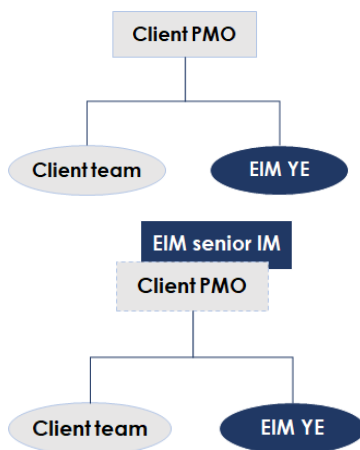 Client PMO
Client team
EIM YE
EIM senior IM
Client PMO
Client team
EIM YE